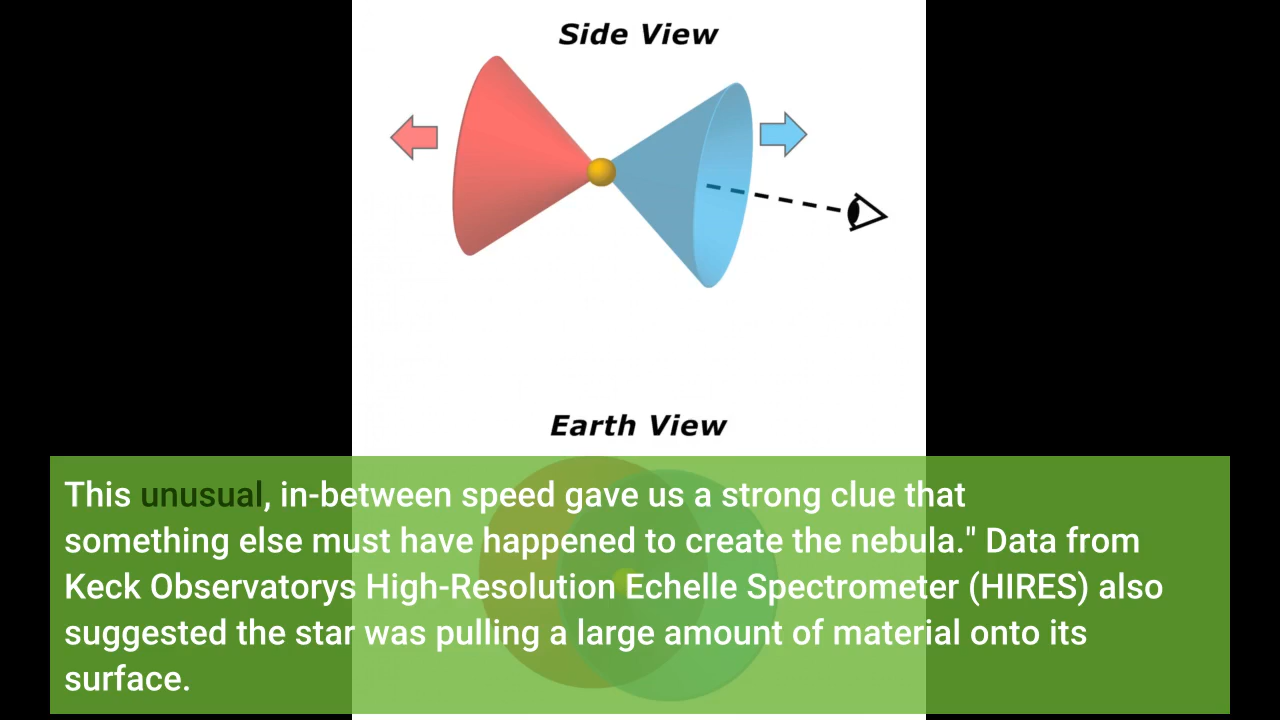 Side View
Earth View
This unusual, in-between speed gave us a strong clue that
something else must have happened to create the nebula." Data from
Keck Observatorys High-Resolution Echelle Spectrometer (HIRES) also
suggested the star was pulling a large amount of material onto its
surface.